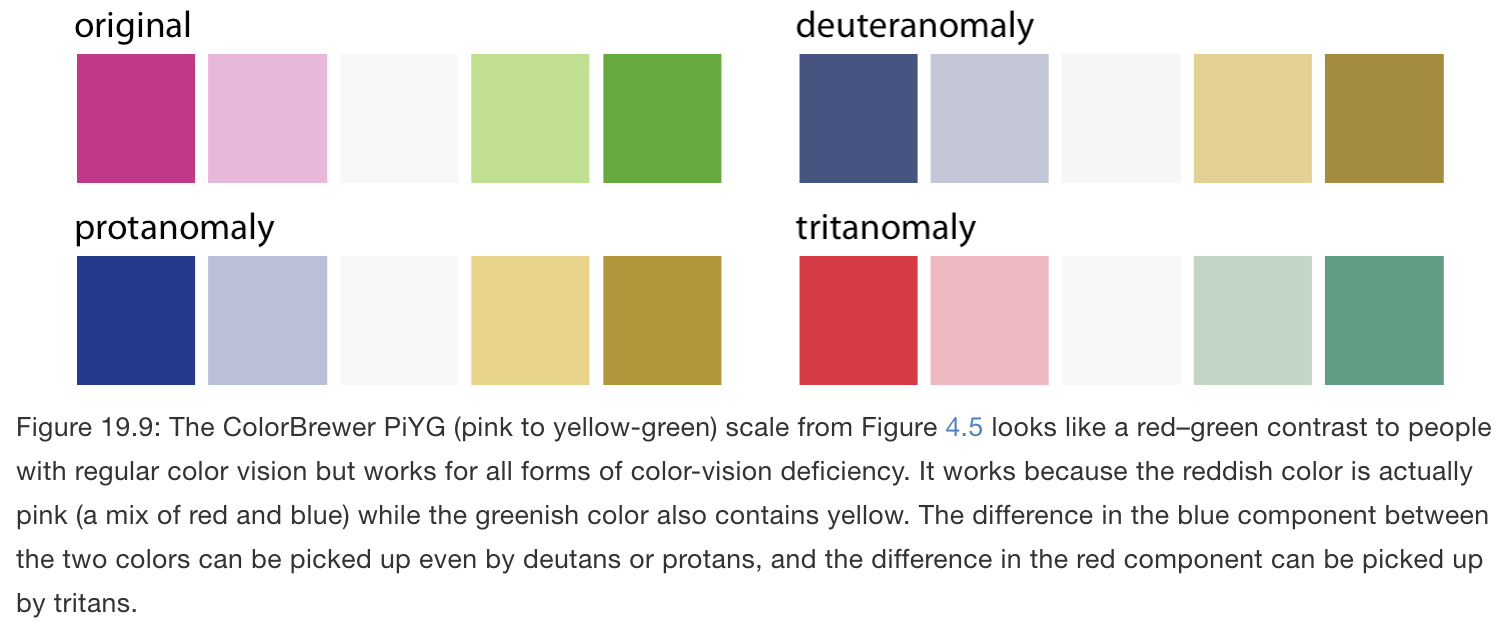 original
deuteranomaly
protanomaly
tritanomaly
Figure 19.9: The ColorBrewer PiYG (pink to yellow-green) scale from Figure 4.5 looks like a red–green contrast to people
with regular color vision but works for all forms of color-vision deficiency. It works because the reddish color is actually
pink (a mix of red and blue) while the greenish color also contains yellow. The difference in the blue component between
the two colors can be picked up even by deutans or protans, and the difference in the red component can be picked up
by tritans.